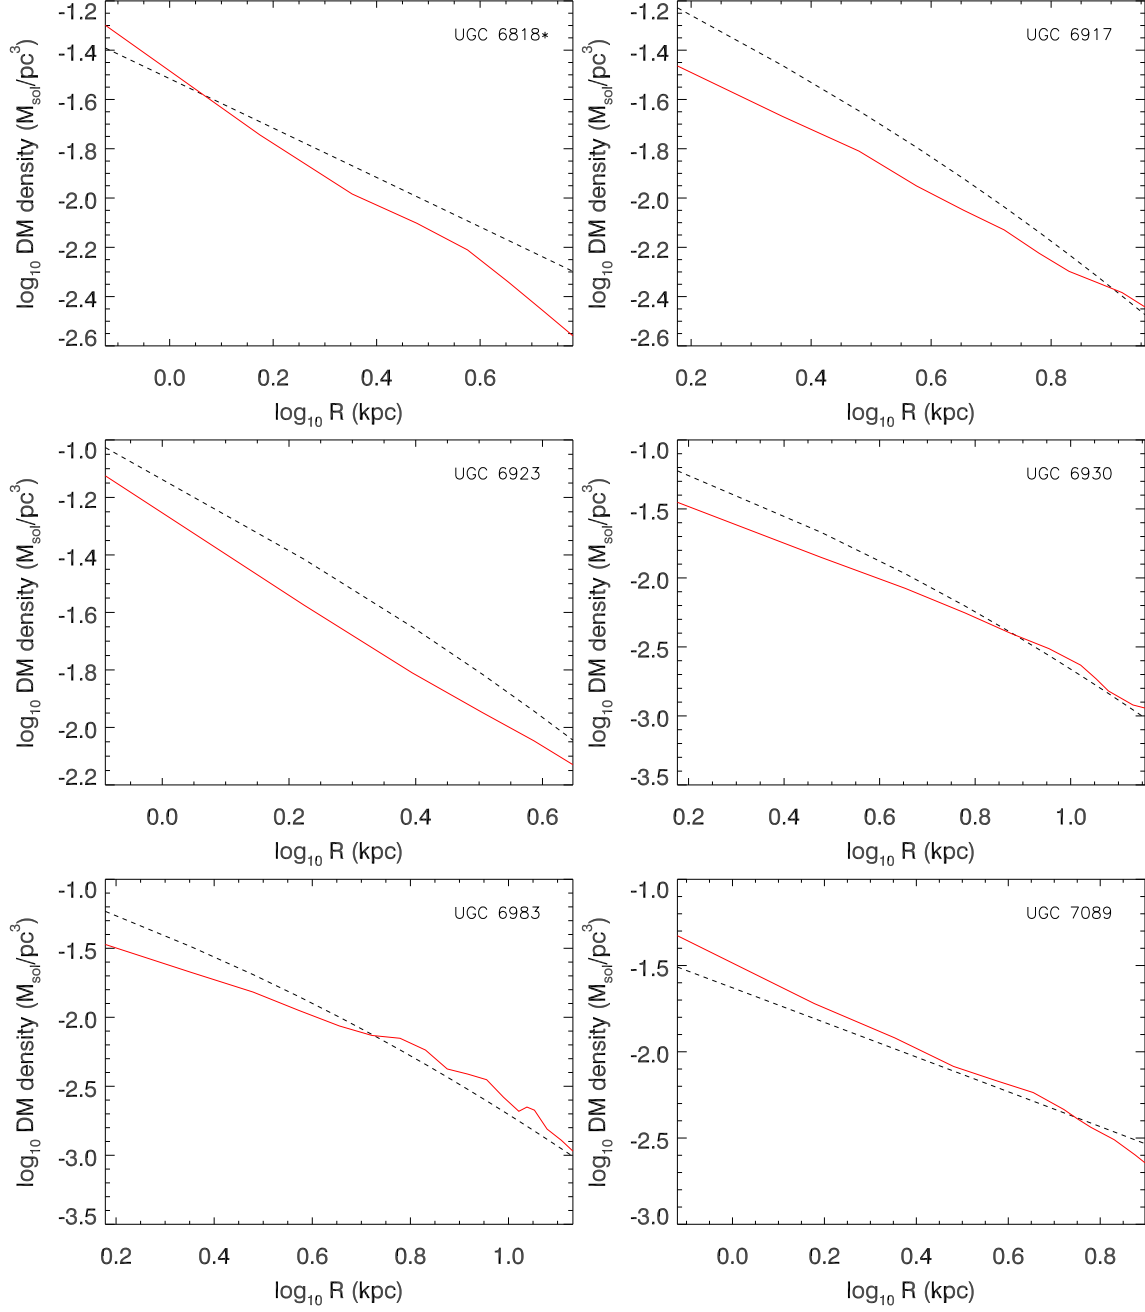 UGC 6818*
log10 DM density (Msol/pc3)
-1.2
-1.4
-1.6
-1.8
-2.0
-2.2
-2.4
-2.6
0.0 0.2 0.4 0.6
log10 R (kpc)
UGC 6917
log10 DM density (Msol/pc3)
-1.2
-1.4
-1.6
-1.8
-2.0
-2.2
-2.4
-2.6
0.2 0.4 0.6 0.8
log10 R (kpc)
UGC 6923
log10 DM density (Msol/pc3)
-1.0
-1.2
-1.4
-1.6
-1.8
-2.0
-2.2
0.0 0.2 0.4 0.6
log10 R (kpc)
UGC 6930
log10 DM density (Msol/pc3)
-1.0
-1.5
-2.0
-2.5
-3.0
-3.5
0.2 0.4 0.6 0.8 1.0
log10 R (kpc)
UGC 6983
log10 DM density (Msol/pc3)
-1.0
-1.5
-2.0
-2.5
-3.0
-3.5
0.2 0.4 0.6 0.8 1.0
log10 R (kpc)
UGC 7089
log10 DM density (Msol/pc3)
-1.0
-1.5
-2.0
-2.5
-3.0
0.0 0.2 0.4 0.6 0.8
log10 R (kpc)